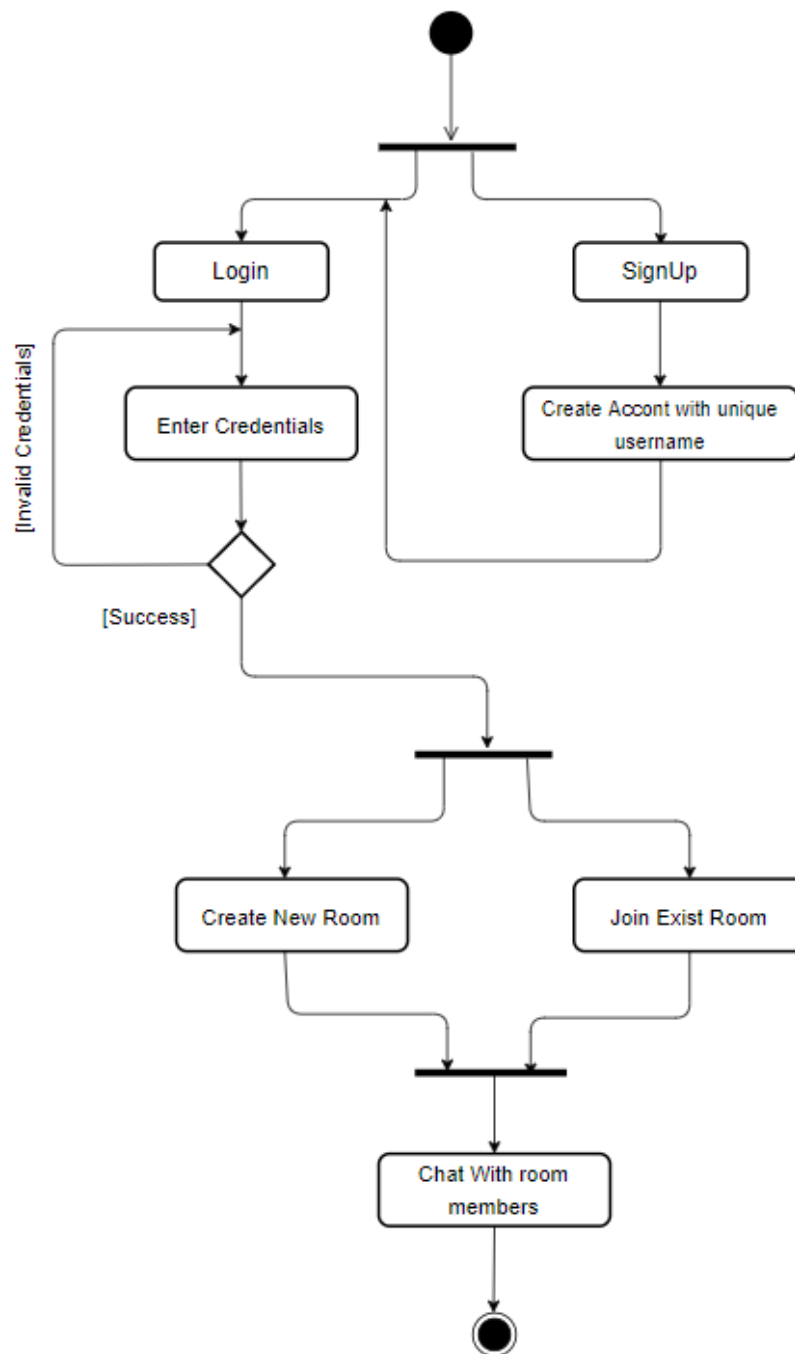 Login
SignUp
[Invalid Credentials]
Enter Credentials
Create Accont with unique
username
[Success]
Create New Room
Join Exist Room
Chat With room
members